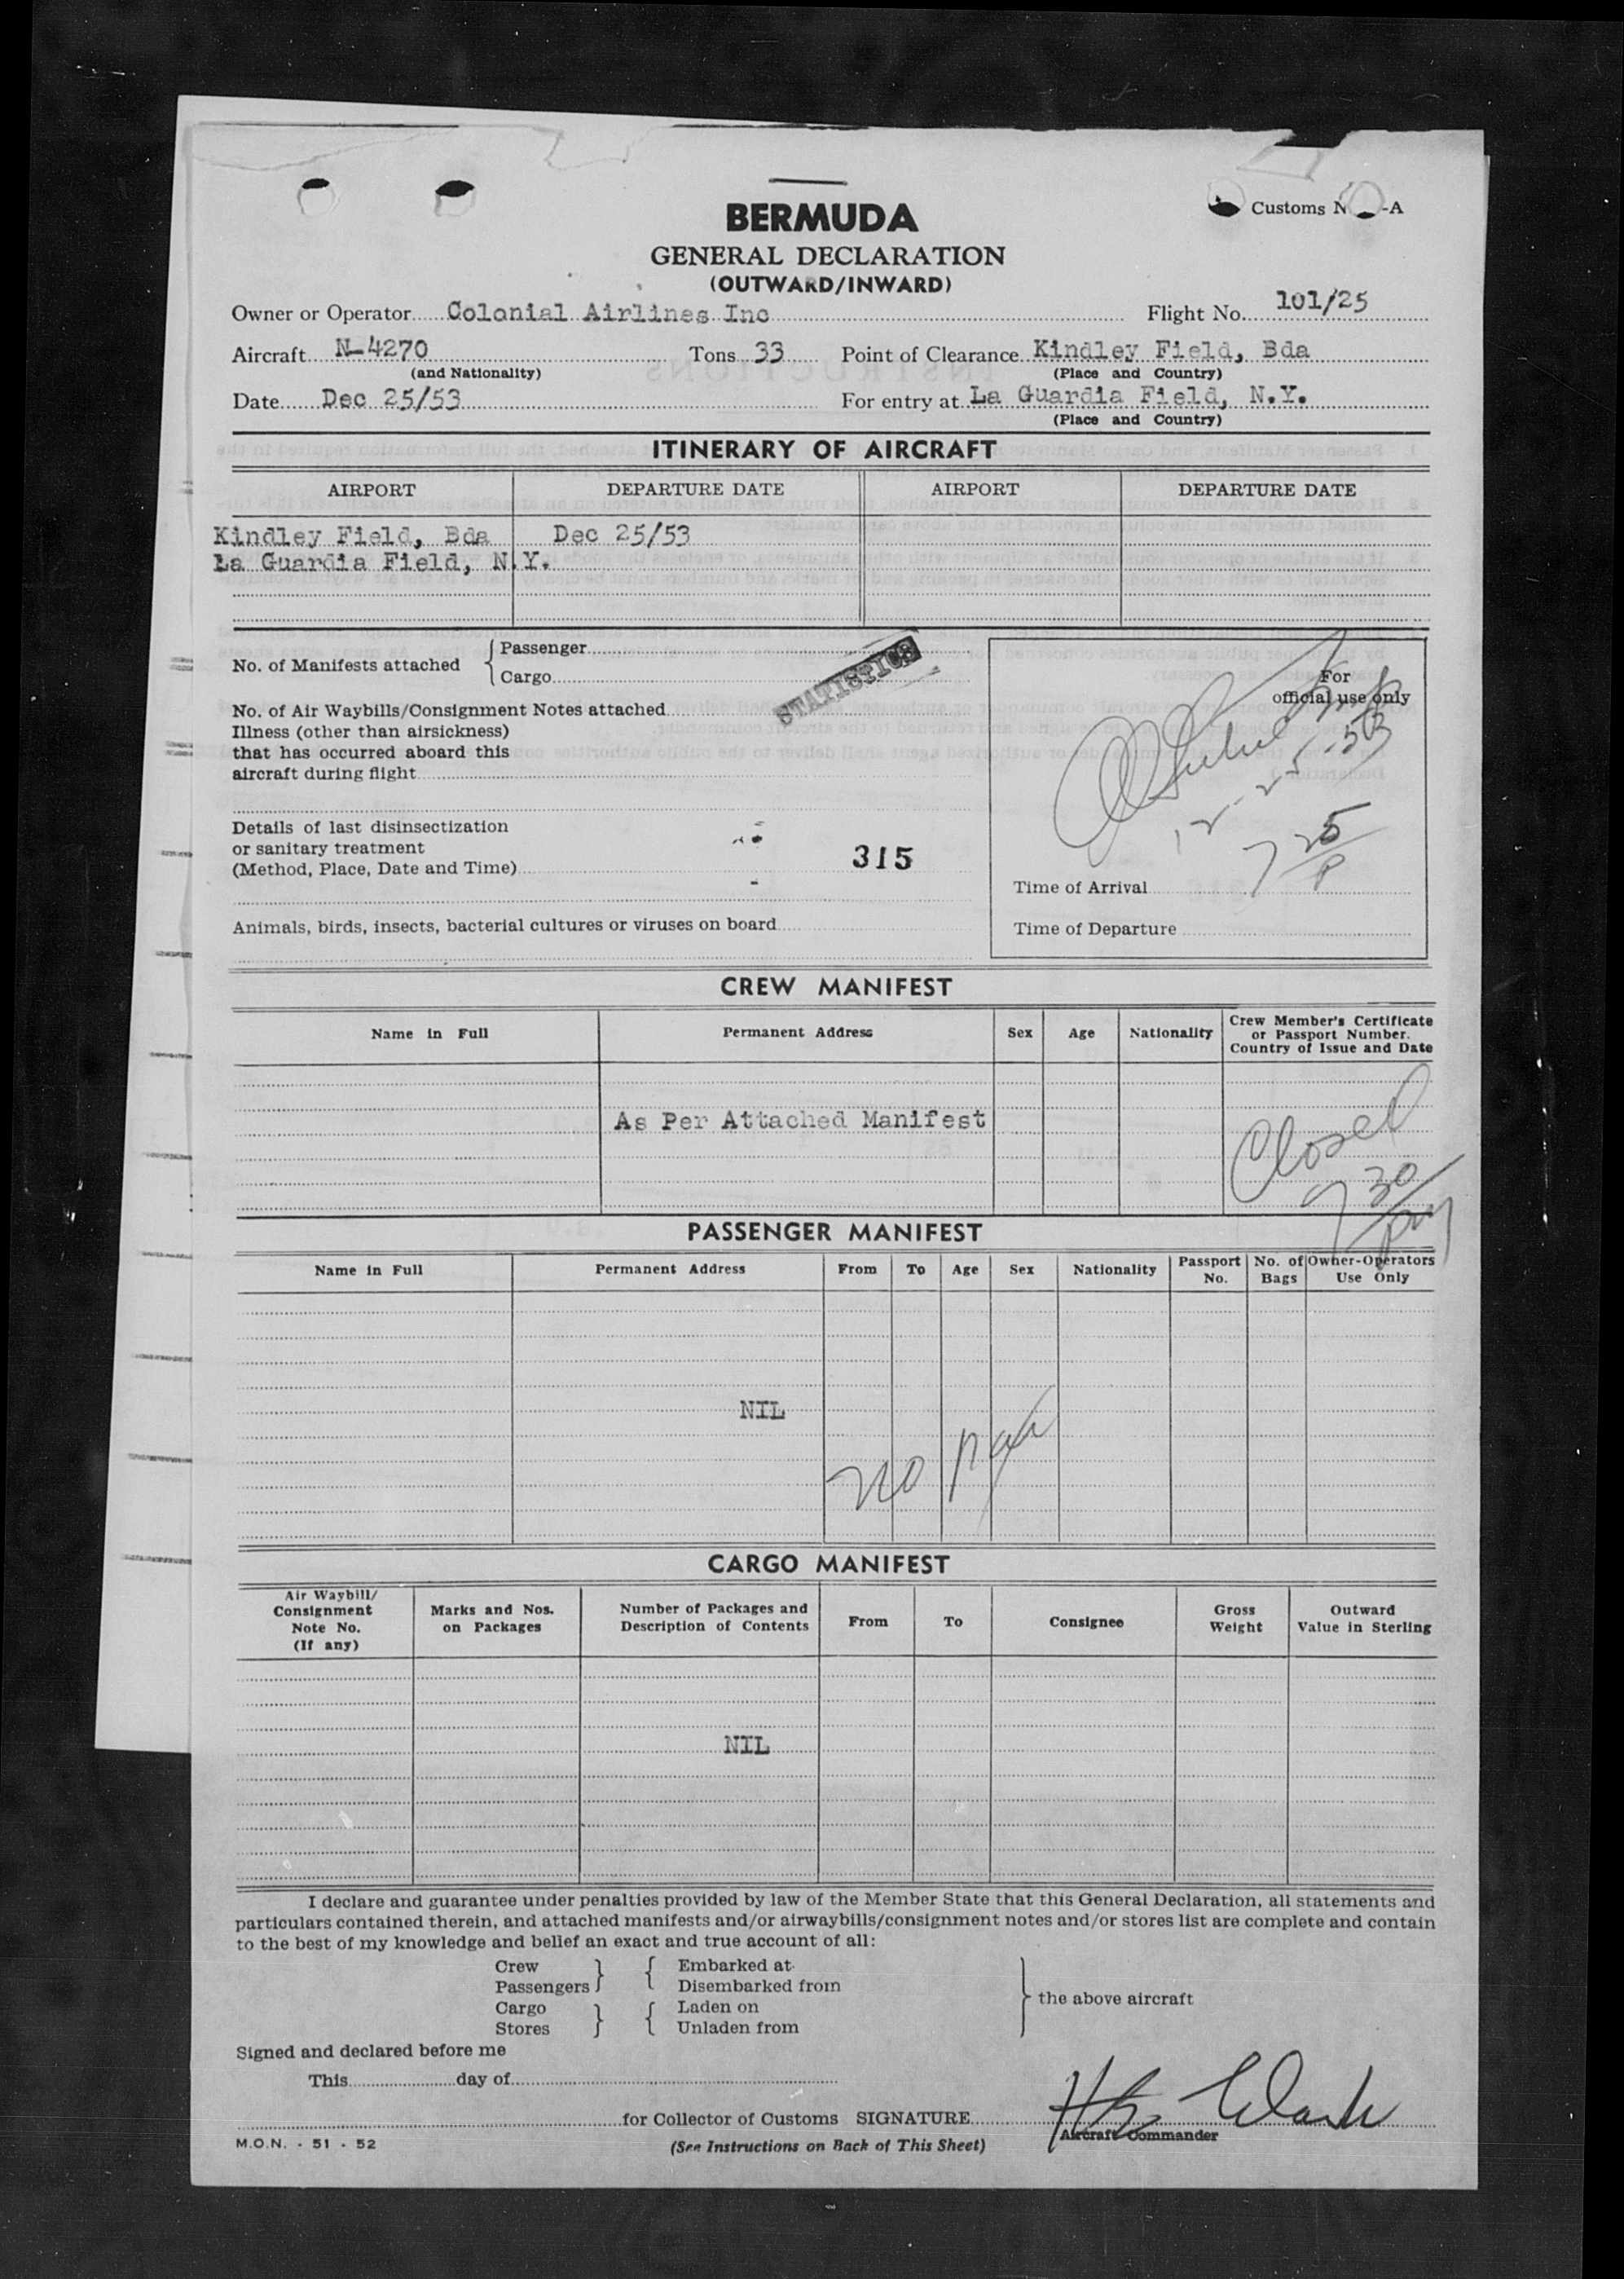 Customs N -A
BERMUDA
GENERAL DECLARATION
(OUTWARD/INWARD)
Owner or Operator Colonial Airlines Inc Flight No. 101/25
Aircraft N-4270 Tons 33 Point of Clearance Kindley Field, Bda
(and Nationality) (Place and Country)
Date Dec 25/53 For entry at La Guardia Field, N.Y.
(Place and Country)
ITINERARY OF AIRCRAFT
AIRPORT DEPARTURE DATE AIRPORT DEPARTURE DATE
Kindley Field, Bda Dec 25/53
La Guardia Field, N.Y.
No. of Manifests attached { Passenger
Cargo
STATISTICS
For
official use only
No. of Air Waybills/Consignment Notes attached
Illness (other than airsickness)
that has occurred aboard this
aircraft during flight
12-25-53
Details of last disinsectization
or sanitary treatment
(Method, Place, Date and Time)
315
7 25/P
Time of Arrival
Animals, birds, insects, bacterial cultures or viruses on board
Time of Departure
CREW MANIFEST
Name in Full Permanent Address Sex Age Nationality Crew Member's Certificate
or Passport Number.
Country of Issue and Date
As Per Attached Manifest
Closed
7 30/pm
PASSENGER MANIFEST
Name in Full Permanent Address From To Age Sex Nationality Passport No. No. of Bags Owner-Operators Use Only
NIL
no pax
CARGO MANIFEST
Air Waybill/ Consignment Note No. (If any) Marks and Nos. on Packages Number of Packages and Description of Contents From To Consignee Gross Weight Outward Value in Sterling
NIL
I declare and guarantee under penalties provided by law of the Member State that this General Declaration, all statements and
particulars contained therein, and attached manifests and/or airwaybills/consignment notes and/or stores list are complete and contain
to the best of my knowledge and belief an exact and true account of all:
Crew } { Embarked at
Passengers Disembarked from
} the above aircraft
Cargo } { Laden on
Stores Unladen from
Signed and declared before me
This day of
for Collector of Customs SIGNATURE
Aircraft Commander
M.O.N. - 51 - 52 (See Instructions on Back of This Sheet)